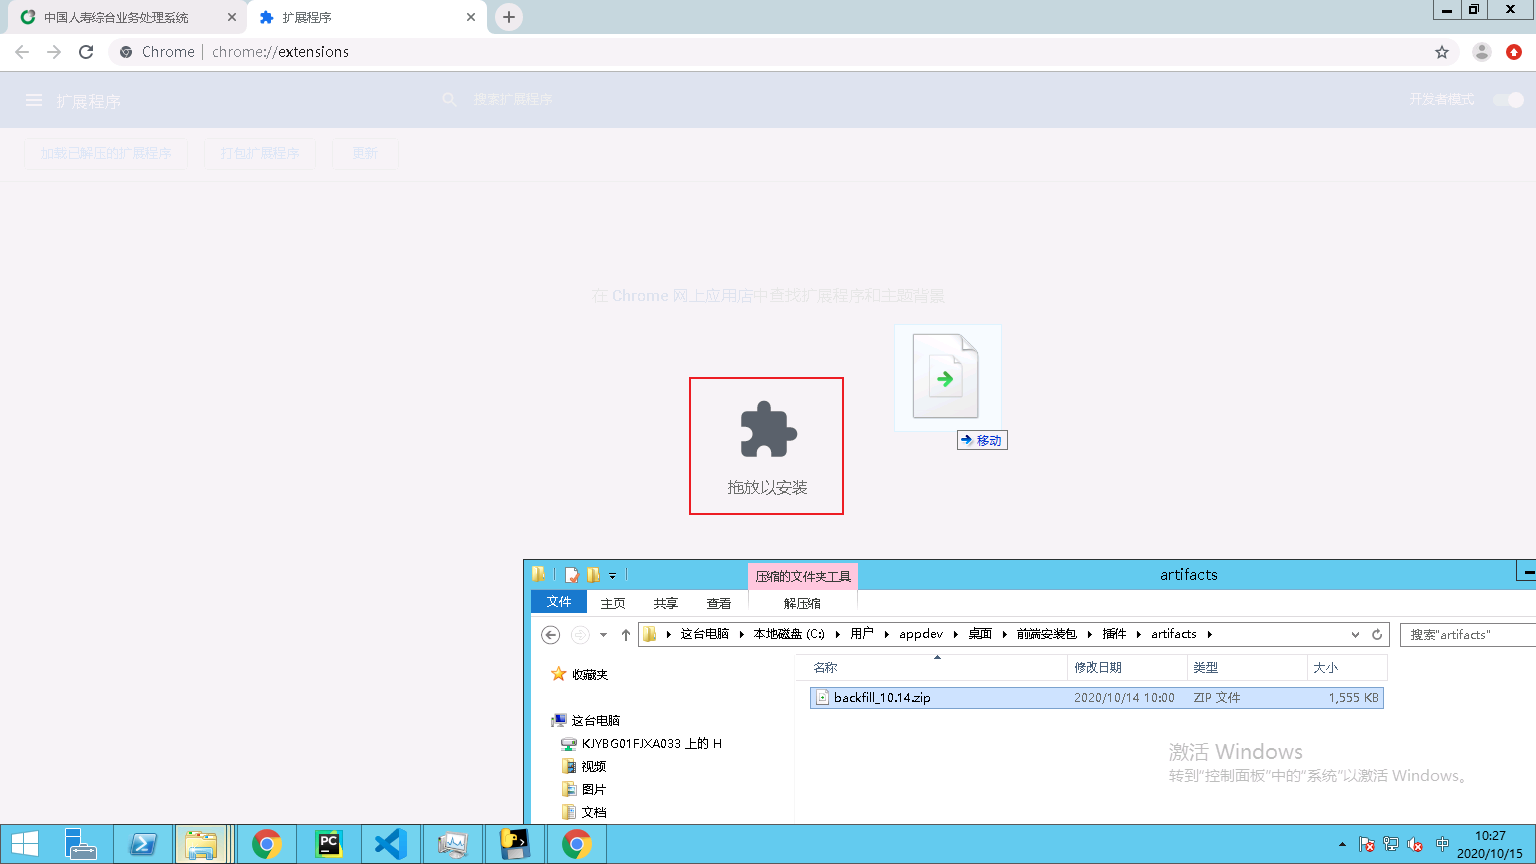 中国人寿综合业务处理系统
扩展程序
Chrome | chrome://extensions
扩展程序
搜索扩展程序
开发者模式
加载已解压的扩展程序
打包扩展程序
更新
在 Chrome 网上应用店中查找扩展程序和主题背景
移动
拖放以安装
压缩的文件夹工具
artifacts
文件
主页
共享
查看
解压缩
这台电脑
本地磁盘 (C:)
用户
appdev
桌面
前端安装包
插件
artifacts
搜索"artifacts"
名称
修改日期
类型
大小
收藏夹
backfill_10.14.zip
2020/10/14 10:00
ZIP 文件
1,555 KB
这台电脑
KJYBG01FJXA033 上的 H
视频
图片
文档
激活 Windows
转到"控制面板"中的"系统"以激活 Windows。
PC
中
10:27
2020/10/15